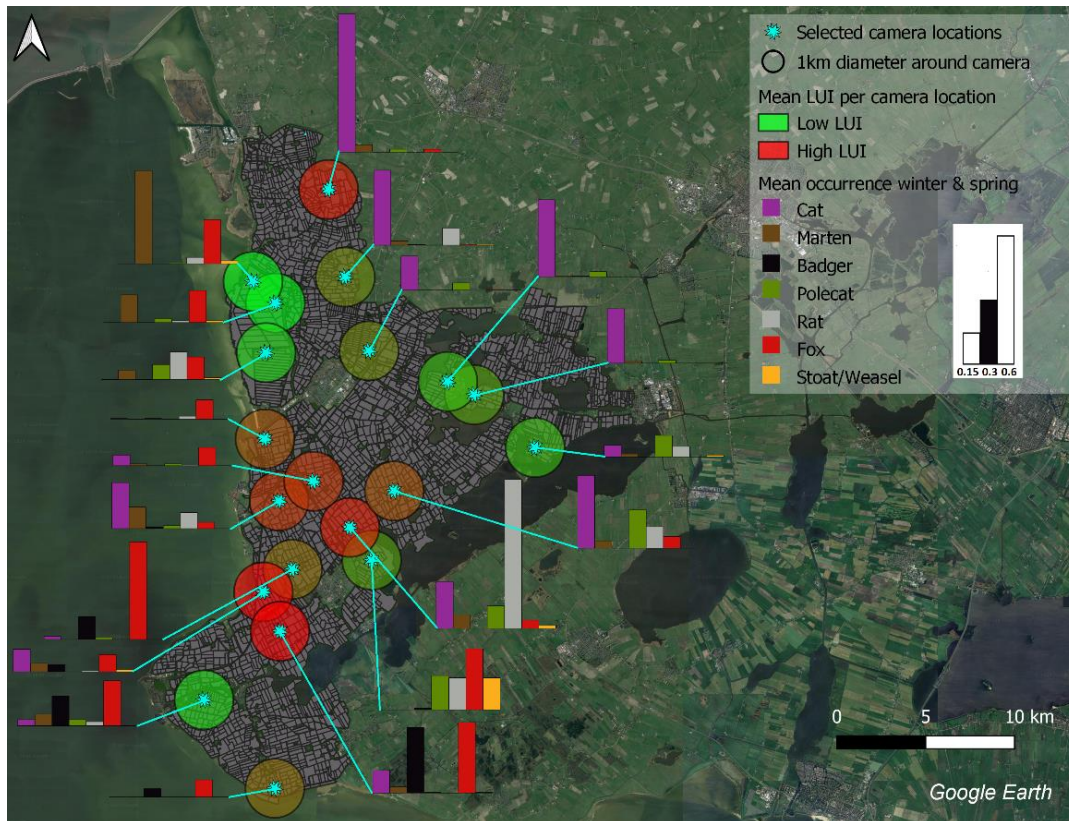 Selected camera locations
1km diameter around camera
Mean LUI per camera location
Low LUI
High LUI
Mean occurrence winter & spring
Cat
Marten
Badger
Polecat
Rat
Fox
Stoat/Weasel
0.15 0.3 0.6
0 5 10 km
Google Earth